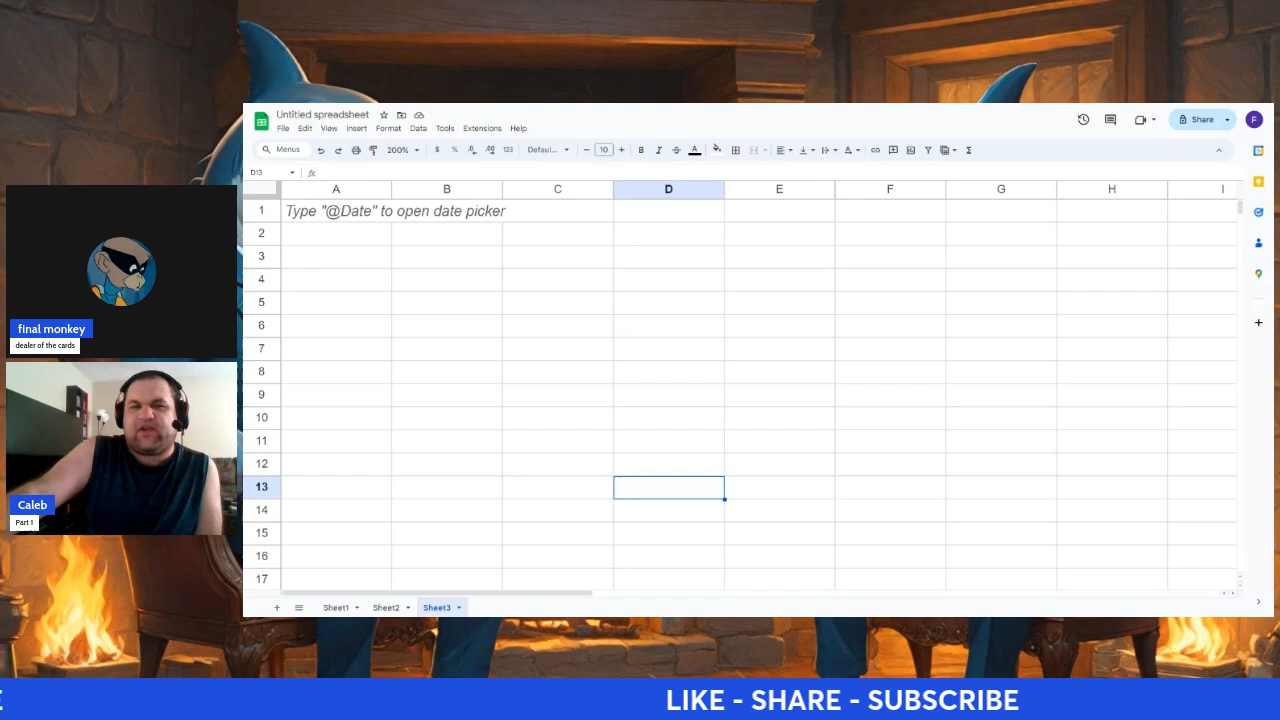 Untitled spreadsheet
File Edit View Insert Format Data Tools Extensions Help
Share
F
Menus 200% $ % .0 .00 123 Defaul... 10 B I S A
D13 fx
A B C D E F G H I
1 Type "@Date" to open date picker
2
3
4
5
6
7
8
9
10
11
12
13
14
15
16
17
Sheet1 Sheet2 Sheet3
final monkey
dealer of the cards
Caleb
Part 1
E LIKE - SHARE - SUBSCRIBE